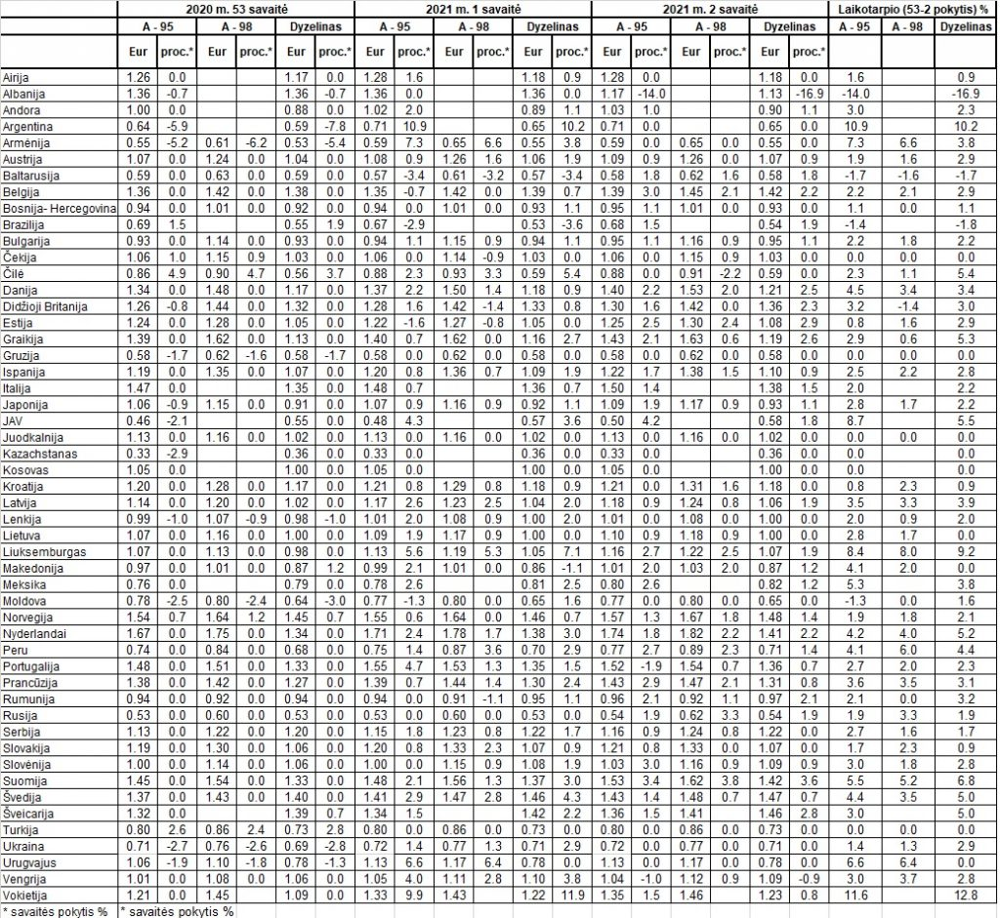 2020 m. 53 savaitė 2021 m. 1 savaitė 2021 m. 2 savaitė Laikotarpio (53-2 pokytis) %
A - 95 A - 98 Dyzelinas A - 95 A - 98 Dyzelinas A - 95 A - 98 Dyzelinas A - 95 A - 98 Dyzelinas
Eur proc.* Eur proc.* Eur proc.* Eur proc.* Eur proc.* Eur proc.* Eur proc.* Eur proc.* Eur proc.*
Airija 1.26 0.0 1.17 0.0 1.28 1.6 1.18 0.9 1.28 0.0 1.18 0.0 1.6 0.9
Albanija 1.36 -0.7 1.36 -0.7 1.36 0.0 1.36 0.0 1.17 -14.0 1.13 -16.9 -14.0 -16.9
Andora 1.00 0.0 0.88 0.0 1.02 2.0 0.89 1.1 1.03 1.0 0.90 1.1 3.0 2.3
Argentina 0.64 -5.9 0.59 -7.8 0.71 10.9 0.65 10.2 0.71 0.0 0.65 0.0 10.9 10.2
Armėnija 0.55 -5.2 0.61 -6.2 0.53 -5.4 0.59 7.3 0.65 6.6 0.55 3.8 0.59 0.0 0.65 0.0 0.55 0.0 7.3 6.6 3.8
Austrija 1.07 0.0 1.24 0.0 1.04 0.0 1.08 0.9 1.26 1.6 1.06 1.9 1.09 0.9 1.26 0.0 1.07 0.9 1.9 1.6 2.9
Baltarusija 0.59 0.0 0.63 0.0 0.59 0.0 0.57 -3.4 0.61 -3.2 0.57 -3.4 0.58 1.8 0.62 1.6 0.58 1.8 -1.7 -1.6 -1.7
Belgija 1.36 0.0 1.42 0.0 1.38 0.0 1.35 -0.7 1.42 0.0 1.39 0.7 1.39 3.0 1.45 2.1 1.42 2.2 2.2 2.1 2.9
Bosnija- Hercegovina 0.94 0.0 1.01 0.0 0.92 0.0 0.94 0.0 1.01 0.0 0.93 1.1 0.95 1.1 1.01 0.0 0.93 0.0 1.1 0.0 1.1
Brazilija 0.69 1.5 0.55 1.9 0.67 -2.9 0.53 -3.6 0.68 1.5 0.54 1.9 -1.4 -1.8
Bulgarija 0.93 0.0 1.14 0.0 0.93 0.0 0.94 1.1 1.15 0.9 0.94 1.1 0.95 1.1 1.16 0.9 0.95 1.1 2.2 1.8 2.2
Čekija 1.06 1.0 1.15 0.9 1.03 0.0 1.06 0.0 1.14 -0.9 1.03 0.0 1.06 0.0 1.15 0.9 1.03 0.0 0.0 0.0 0.0
Čilė 0.86 4.9 0.90 4.7 0.56 3.7 0.88 2.3 0.93 3.3 0.59 5.4 0.88 0.0 0.91 -2.2 0.59 0.0 2.3 1.1 5.4
Danija 1.34 0.0 1.48 0.0 1.17 0.0 1.37 2.2 1.50 1.4 1.18 0.9 1.40 2.2 1.53 2.0 1.21 2.5 4.5 3.4 3.4
Didžioji Britanija 1.26 -0.8 1.44 0.0 1.32 0.0 1.28 1.6 1.42 -1.4 1.33 0.8 1.30 1.6 1.42 0.0 1.36 2.3 3.2 -1.4 3.0
Estija 1.24 0.0 1.28 0.0 1.05 0.0 1.22 -1.6 1.27 -0.8 1.05 0.0 1.25 2.5 1.30 2.4 1.08 2.9 0.8 1.6 2.9
Graikija 1.39 0.0 1.62 0.0 1.13 0.0 1.40 0.7 1.62 0.0 1.16 2.7 1.43 2.1 1.63 0.6 1.19 2.6 2.9 0.6 5.3
Gruzija 0.58 -1.7 0.62 -1.6 0.58 -1.7 0.58 0.0 0.62 0.0 0.58 0.0 0.58 0.0 0.62 0.0 0.58 0.0 0.0 0.0 0.0
Ispanija 1.19 0.0 1.35 0.0 1.07 0.0 1.20 0.8 1.36 0.7 1.09 1.9 1.22 1.7 1.38 1.5 1.10 0.9 2.5 2.2 2.8
Italija 1.47 0.0 1.35 0.0 1.48 0.7 1.36 0.7 1.50 1.4 1.38 1.5 2.0 2.2
Japonija 1.06 -0.9 1.15 0.0 0.91 0.0 1.07 0.9 1.16 0.9 0.92 1.1 1.09 1.9 1.17 0.9 0.93 1.1 2.8 1.7 2.2
JAV 0.46 -2.1 0.55 0.0 0.48 4.3 0.57 3.6 0.50 4.2 0.58 1.8 8.7 5.5
Juodkalnija 1.13 0.0 1.16 0.0 1.02 0.0 1.13 0.0 1.16 0.0 1.02 0.0 1.13 0.0 1.16 0.0 1.02 0.0 0.0 0.0 0.0
Kazachstanas 0.33 -2.9 0.36 0.0 0.33 0.0 0.36 0.0 0.33 0.0 0.36 0.0 0.0 0.0
Kosovas 1.05 0.0 1.00 0.0 1.05 0.0 1.00 0.0 1.05 0.0 1.00 0.0 0.0 0.0
Kroatija 1.20 0.0 1.28 0.0 1.17 0.0 1.21 0.8 1.29 0.8 1.18 0.9 1.21 0.0 1.31 1.6 1.18 0.0 0.8 2.3 0.9
Latvija 1.14 0.0 1.20 0.0 1.02 0.0 1.17 2.6 1.23 2.5 1.04 2.0 1.18 0.9 1.24 0.8 1.06 1.9 3.5 3.3 3.9
Lenkija 0.99 -1.0 1.07 -0.9 0.98 -1.0 1.01 2.0 1.08 0.9 1.00 2.0 1.01 0.0 1.08 0.0 1.00 0.0 2.0 0.9 2.0
Lietuva 1.07 0.0 1.16 0.0 1.00 0.0 1.09 1.9 1.17 0.9 1.00 0.0 1.10 0.9 1.18 0.9 1.00 0.0 2.8 1.7 0.0
Liuksemburgas 1.07 0.0 1.13 0.0 0.98 0.0 1.13 5.6 1.19 5.3 1.05 7.1 1.16 2.7 1.22 2.5 1.07 1.9 8.4 8.0 9.2
Makedonija 0.97 0.0 1.01 0.0 0.87 1.2 0.99 2.1 1.01 0.0 0.86 -1.1 1.01 2.0 1.03 2.0 0.87 1.2 4.1 2.0 0.0
Meksika 0.76 0.0 0.79 0.0 0.78 2.6 0.81 2.5 0.80 2.6 0.82 1.2 5.3 3.8
Moldova 0.78 -2.5 0.80 -2.4 0.64 -3.0 0.77 -1.3 0.80 0.0 0.65 1.6 0.77 0.0 0.80 0.0 0.65 0.0 -1.3 0.0 1.6
Norvegija 1.54 0.7 1.64 1.2 1.45 0.7 1.55 0.6 1.64 0.0 1.46 0.7 1.57 1.3 1.67 1.8 1.48 1.4 1.9 1.8 2.1
Nyderlandai 1.67 0.0 1.75 0.0 1.34 0.0 1.71 2.4 1.78 1.7 1.38 3.0 1.74 1.8 1.82 2.2 1.41 2.2 4.2 4.0 5.2
Peru 0.74 0.0 0.84 0.0 0.68 0.0 0.75 1.4 0.87 3.6 0.70 2.9 0.77 2.7 0.89 2.3 0.71 1.4 4.1 6.0 4.4
Portugalija 1.48 0.0 1.51 0.0 1.33 0.0 1.55 4.7 1.53 1.3 1.35 1.5 1.52 -1.9 1.54 0.7 1.36 0.7 2.7 2.0 2.3
Prancūzija 1.38 0.0 1.42 0.0 1.27 0.0 1.39 0.7 1.44 1.4 1.30 2.4 1.43 2.9 1.47 2.1 1.31 0.8 3.6 3.5 3.1
Rumunija 0.94 0.0 0.92 0.0 0.94 0.0 0.94 0.0 0.91 -1.1 0.95 1.1 0.96 2.1 0.92 1.1 0.97 2.1 2.1 0.0 3.2
Rusija 0.53 0.0 0.60 0.0 0.53 0.0 0.53 0.0 0.60 0.0 0.53 0.0 0.54 1.9 0.62 3.3 0.54 1.9 1.9 3.3 1.9
Serbija 1.13 0.0 1.22 0.0 1.20 0.0 1.15 1.8 1.23 0.8 1.22 1.7 1.16 0.9 1.24 0.8 1.22 0.0 2.7 1.6 1.7
Slovakija 1.19 0.0 1.30 0.0 1.06 0.0 1.20 0.8 1.33 2.3 1.07 0.9 1.21 0.8 1.33 0.0 1.07 0.0 1.7 2.3 0.9
Slovėnija 1.00 0.0 1.14 0.0 1.06 0.0 1.00 0.0 1.15 0.9 1.08 1.9 1.03 3.0 1.16 0.9 1.09 0.9 3.0 1.8 2.8
Suomija 1.45 0.0 1.54 0.0 1.33 0.0 1.48 2.1 1.56 1.3 1.37 3.0 1.53 3.4 1.62 3.8 1.42 3.6 5.5 5.2 6.8
Švedija 1.37 0.0 1.43 0.0 1.40 0.0 1.41 2.9 1.47 2.8 1.46 4.3 1.43 1.4 1.48 0.7 1.47 0.7 4.4 3.5 5.0
Šveicarija 1.32 0.0 1.39 0.7 1.34 1.5 1.42 2.2 1.36 1.5 1.41 1.46 2.8 3.0 5.0
Turkija 0.80 2.6 0.86 2.4 0.73 2.8 0.80 0.0 0.86 0.0 0.73 0.0 0.80 0.0 0.86 0.0 0.73 0.0 0.0 0.0 0.0
Ukraina 0.71 -2.7 0.76 -2.6 0.69 -2.8 0.72 1.4 0.77 1.3 0.71 2.9 0.72 0.0 0.77 0.0 0.71 0.0 1.4 1.3 2.9
Urugvajus 1.06 -1.9 1.10 -1.8 0.78 -1.3 1.13 6.6 1.17 6.4 0.78 0.0 1.13 0.0 1.17 0.0 0.78 0.0 6.6 6.4 0.0
Vengrija 1.01 0.0 1.08 0.0 1.06 0.0 1.05 4.0 1.11 2.8 1.10 3.8 1.04 -1.0 1.12 0.9 1.09 -0.9 3.0 3.7 2.8
Vokietija 1.21 0.0 1.45 1.09 0.0 1.33 9.9 1.43 1.22 11.9 1.35 1.5 1.46 1.23 0.8 11.6 12.8
* savaitės pokytis % * savaitės pokytis %